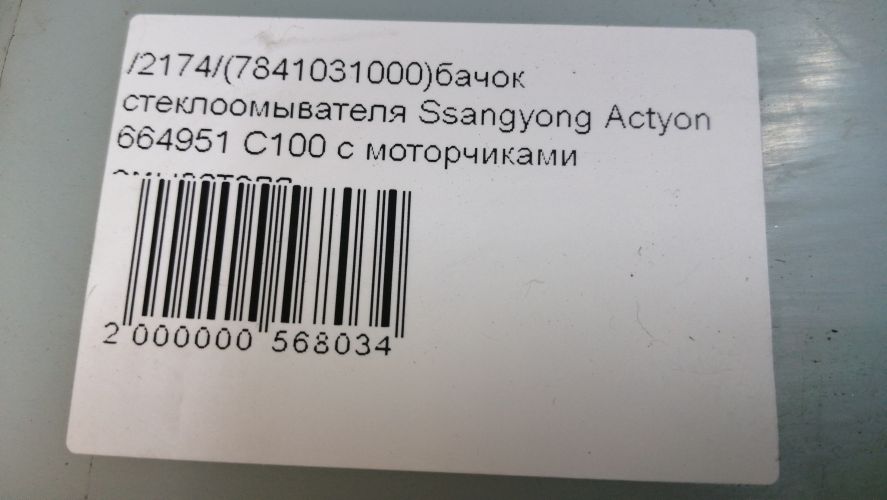 /2174/(7841031000)бачок
стеклоомывателя Ssangyong Actyon
664951 C100 с моторчиками
2 000000 568034